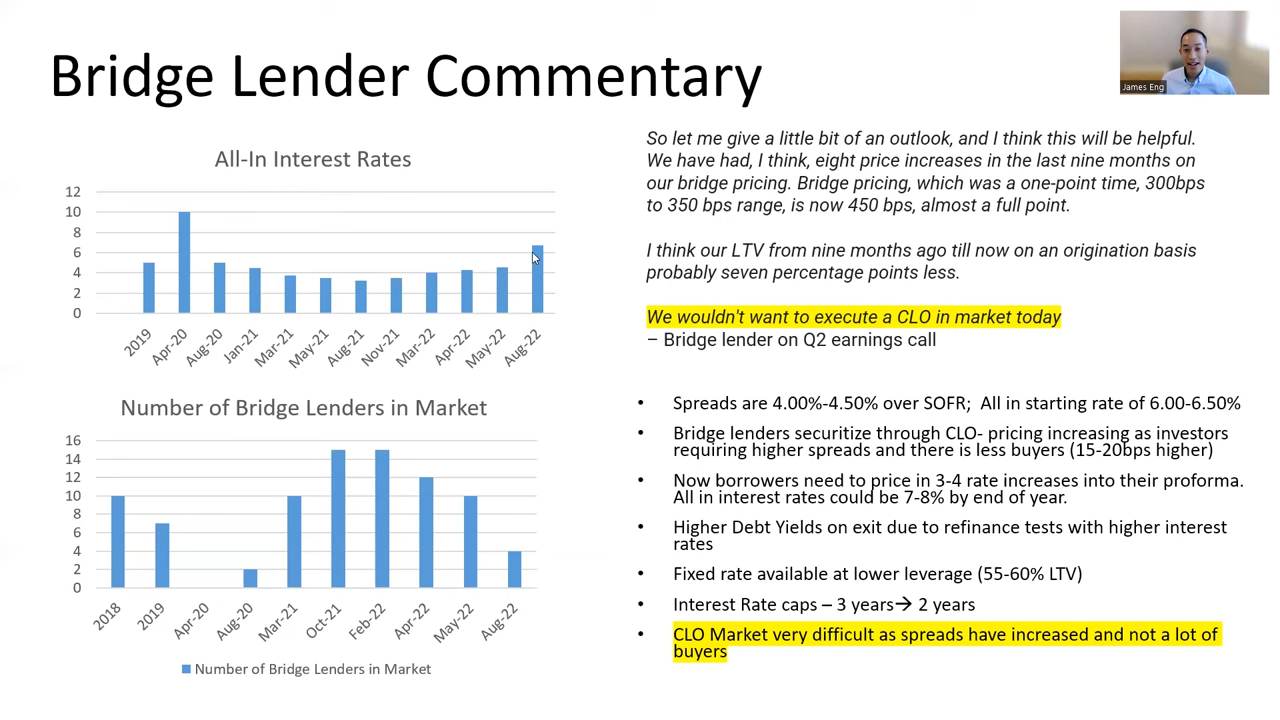 Bridge Lender Commentary
James Eng
All-In Interest Rates
12
10
8
6
4
2
0
2019
Apr-20
Aug-20
Jan-21
Mar-21
May-21
Aug-21
Nov-21
Mar-22
Apr-22
May-22
Aug-22
Number of Bridge Lenders in Market
16
14
12
10
8
6
4
2
0
2018
2019
Apr-20
Aug-20
Mar-21
Oct-21
Feb-22
Apr-22
May-22
Aug-22
Number of Bridge Lenders in Market
So let me give a little bit of an outlook, and I think this will be helpful.
We have had, I think, eight price increases in the last nine months on
our bridge pricing. Bridge pricing, which was a one-point time, 300bps
to 350 bps range, is now 450 bps, almost a full point.
I think our LTV from nine months ago till now on an origination basis
probably seven percentage points less.
We wouldn't want to execute a CLO in market today
– Bridge lender on Q2 earnings call
• Spreads are 4.00%-4.50% over SOFR; All in starting rate of 6.00-6.50%
• Bridge lenders securitize through CLO- pricing increasing as investors
requiring higher spreads and there is less buyers (15-20bps higher)
• Now borrowers need to price in 3-4 rate increases into their proforma.
All in interest rates could be 7-8% by end of year.
• Higher Debt Yields on exit due to refinance tests with higher interest
rates
• Fixed rate available at lower leverage (55-60% LTV)
• Interest Rate caps – 3 years→ 2 years
• CLO Market very difficult as spreads have increased and not a lot of
buyers